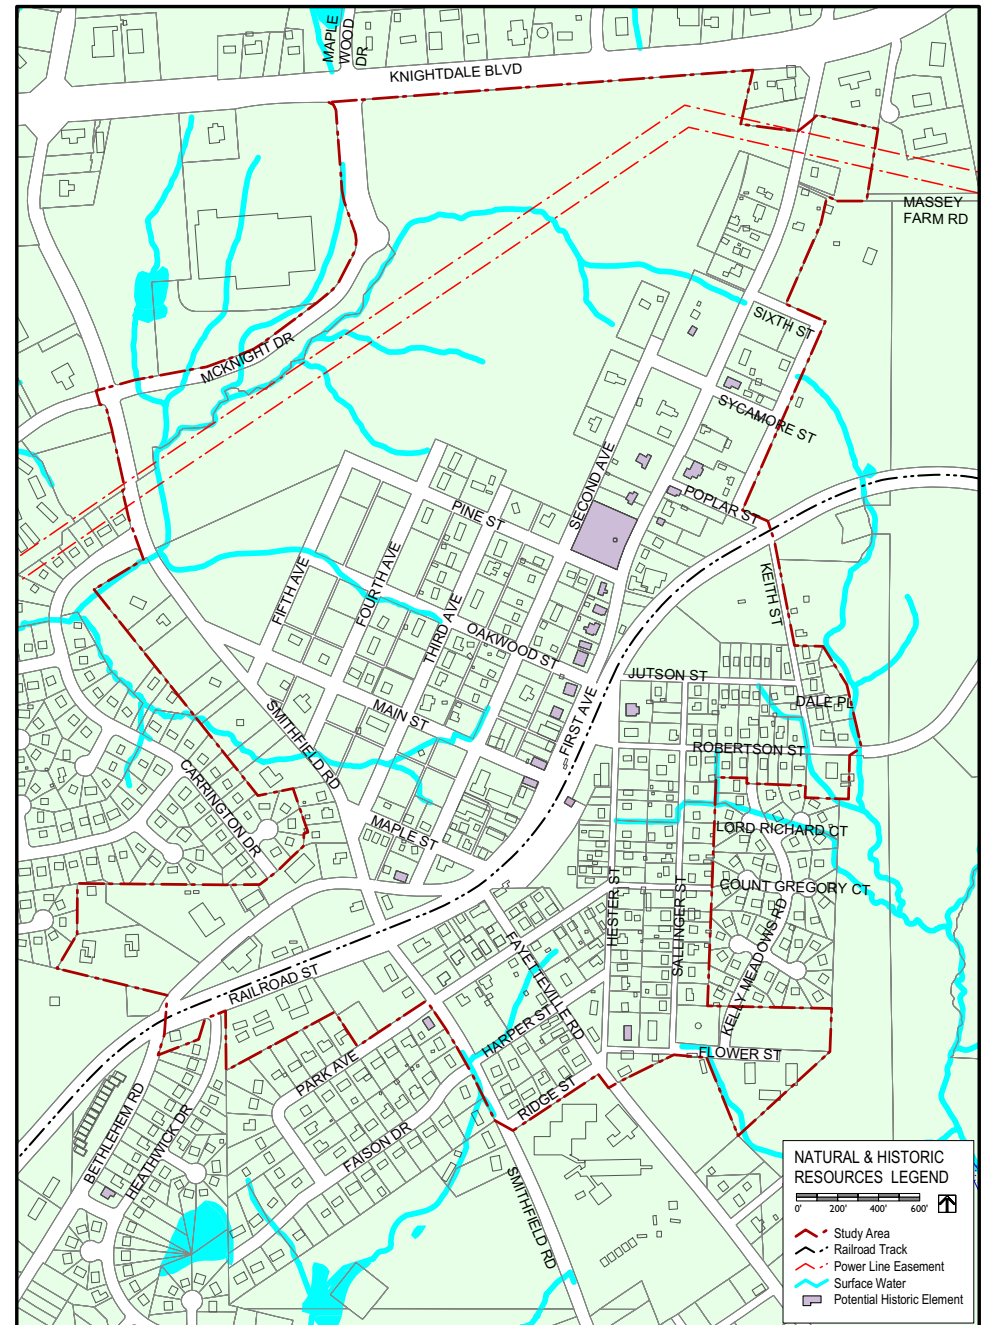 MAPLE
WOOD
DR
KNIGHTDALE BLVD
MASSEY
FARM RD
SIXTH ST
MCKNIGHT DR
SYCAMORE ST
SECOND AVE
POPLAR ST
PINE ST
KEITH ST
FIFTH AVE
FOURTH AVE
THIRD AVE
OAKWOOD ST
JUTSON ST
DALE PL
MAIN ST
SMITHFIELD RD
FIRST AVE
ROBERTSON ST
CARRINGTON DR
MAPLE ST
LORD RICHARD CT
COUNT GREGORY CT
HESTER ST
SALLINGER ST
KELLY MEADOWS RD
FAYETTEVILLE RD
RAILROAD ST
HARPER ST
FLOWER ST
PARK AVE
RIDGE ST
BETHLEHEM RD
HEATHWICK DR
FAISON DR
SMITHFIELD RD
NATURAL & HISTORIC
RESOURCES LEGEND
0' 200' 400' 600'
Study Area
Railroad Track
Power Line Easement
Surface Water
Potential Historic Element